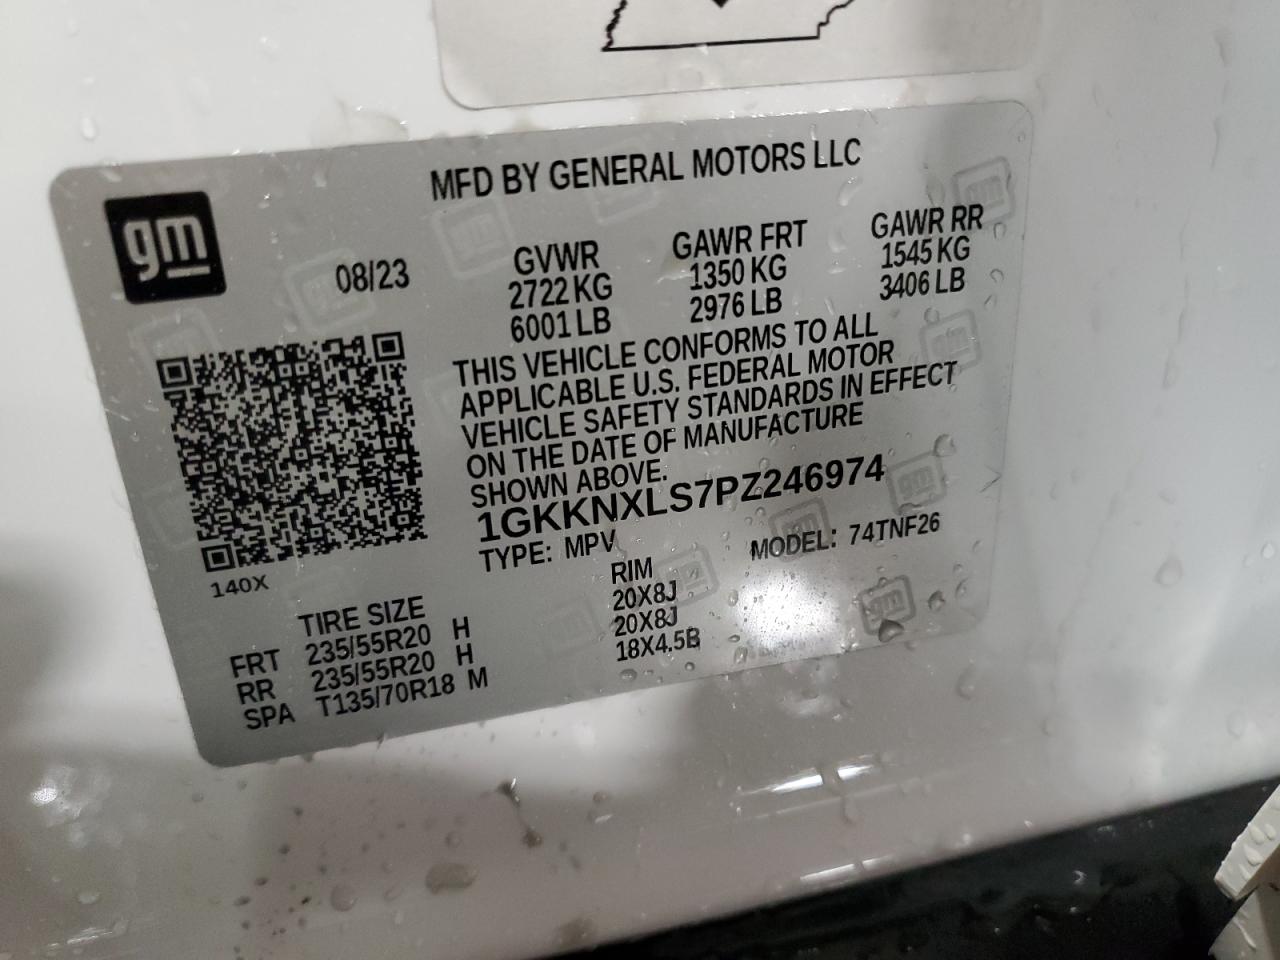 gm
MFD BY GENERAL MOTORS LLC
08/23
GVWR GAWR FRT GAWR RR
2722 KG 1350 KG 1545 KG
6001 LB 2976 LB 3406 LB
THIS VEHICLE CONFORMS TO ALL
APPLICABLE U.S. FEDERAL MOTOR
VEHICLE SAFETY STANDARDS IN EFFECT
ON THE DATE OF MANUFACTURE
SHOWN ABOVE.
1GKKNXLS7PZ246974
TYPE: MPV MODEL: 74TNF26
140X
TIRE SIZE RIM
FRT 235/55R20 H 20X8J
RR 235/55R20 H 20X8J
SPA T135/70R18 M 18X4.5B